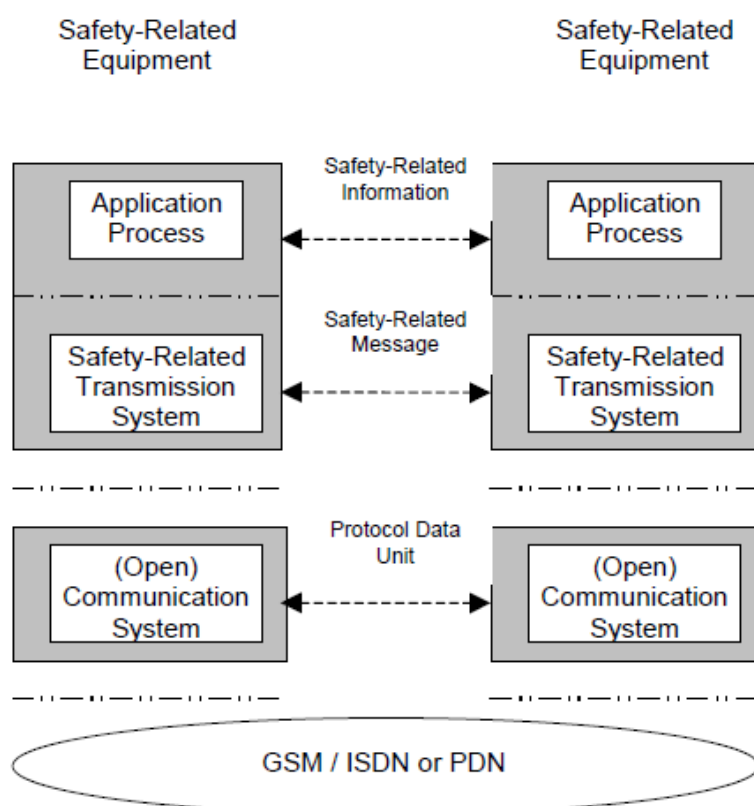 Safety-Related
Equipment
Safety-Related
Equipment
Safety-Related
Information
Application
Process
Application
Process
Safety-Related
Message
Safety-Related
Transmission
System
Safety-Related
Transmission
System
Protocol Data
Unit
(Open)
Communication
System
(Open)
Communication
System
GSM / ISDN or PDN